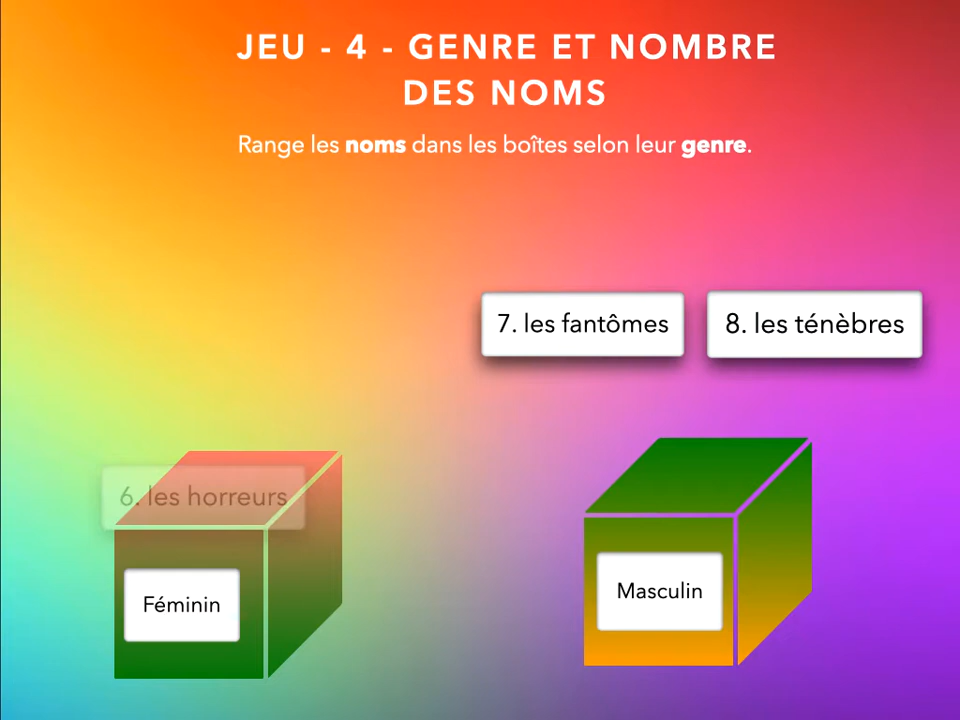 JEU - 4 - GENRE ET NOMBRE
DES NOMS
Range les noms dans les boîtes selon leur genre.
7. les fantômes
8. les ténèbres
6. les horreurs
Féminin
Masculin